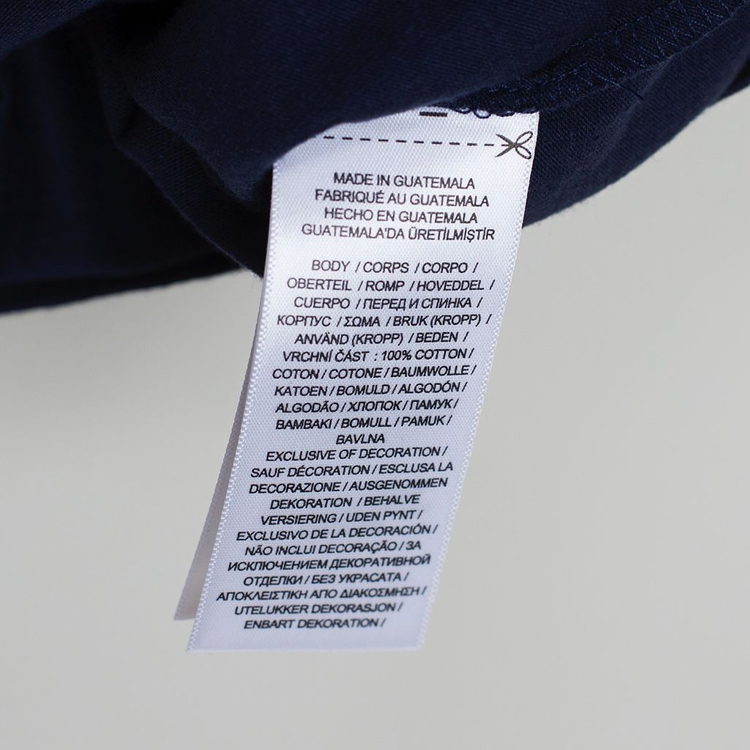 MADE IN GUATEMALA
FABRIQUÉ AU GUATEMALA
HECHO EN GUATEMALA
GUATEMALA'DA ÜRETİLMİŞTİR
BODY / CORPS / CORPO /
OBERTEIL / ROMP / HOVEDDEL /
CUERPO / ПЕРЕД И СПИНКА /
КОРПУС / ΣΩΜΑ / BRUK (KROPP) /
ANVÄND (KROPP) / BEDEN /
VRCHNÍ ČÁST : 100% COTTON /
COTON / COTONE / BAUMWOLLE /
KATOEN / BOMULD / ALGODÓN /
ALGODÃO / ХЛОПОК / ПАМУК /
BAMBAKI / BOMULL / PAMUK /
BAVLNA
EXCLUSIVE OF DECORATION /
SAUF DÉCORATION / ESCLUSA LA
DECORAZIONE / AUSGENOMMEN
DEKORATION / BEHALVE
VERSIERING / UDEN PYNT /
EXCLUSIVO DE LA DECORACIÓN /
NÃO INCLUI DECORAÇÃO / ЗА
ИСКЛЮЧЕНИЕМ ДЕКОРАТИВНОЙ
ОТДЕЛКИ / БЕЗ УКРАСАТА /
ΑΠΟΚΛΕΙΣΤΙΚΗ ΑΠΟ ΔΙΑΚΟΣΜΗΣΗ /
UTELUKKER DEKORASJON /
ENBART DEKORATION /